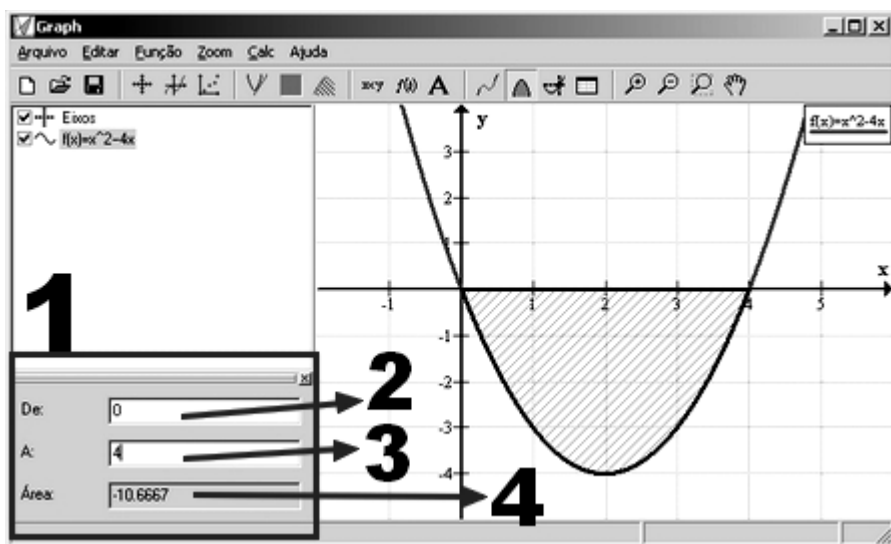 Graph
Arquivo Editar Função Zoom Calc Ajuda
x=y f(x) A
Eixos
f(x)=x^2-4x
y
f(x)=x^2-4x
3
2
1
x
-1 1 2 3 4 5
-1
-2
-3
-4
1
De: 0
2
A: 4
3
Área: -10.6667
4